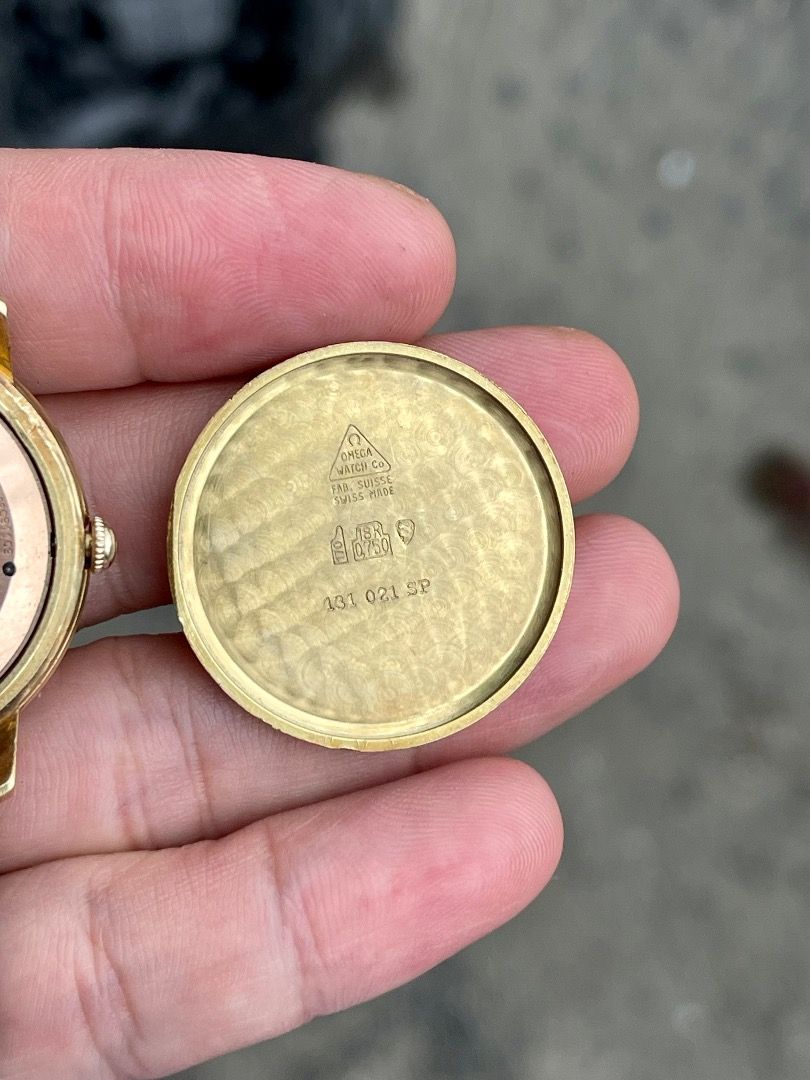 Ω
OMEGA
WATCH Co
FAB. SUISSE
SWISS MADE
18K
0,750
131 021 SP